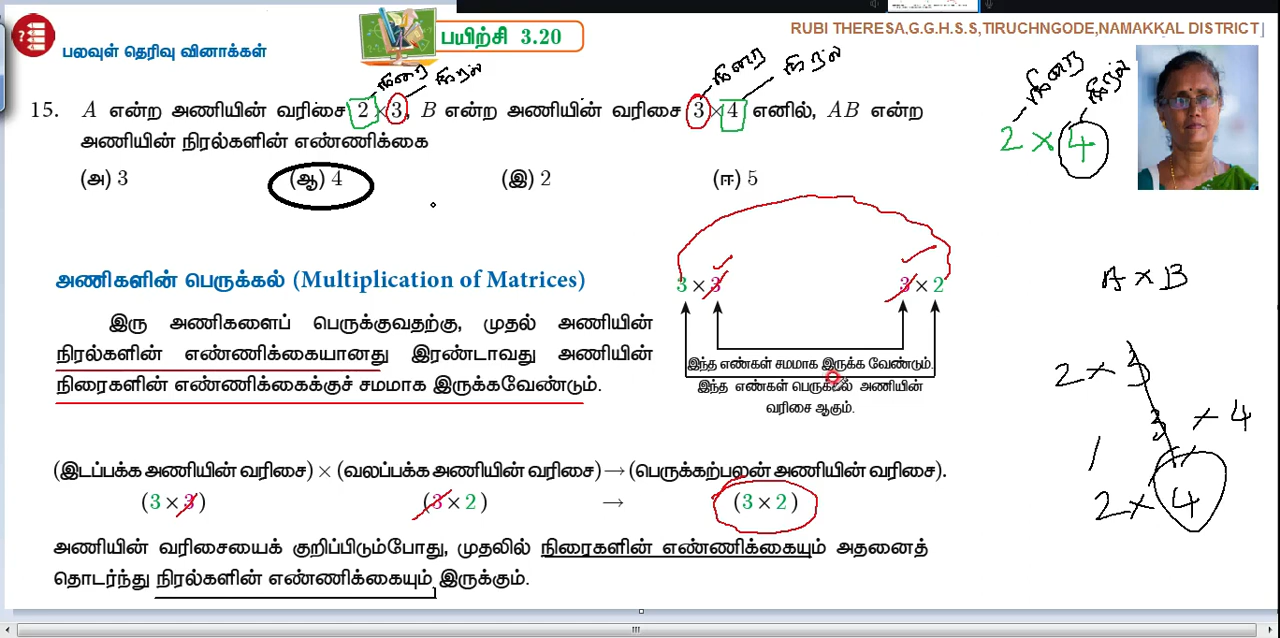 RUBI THERESA,G.G.H.S.S,TIRUCHNGODE,NAMAKKAL DISTRICT
பயிற்சி 3.20
பலவுள் தெரிவு வினாக்கள்
நிரை நிரல் நிரை நிரல் நிரை நிரல்
15. A என்ற அணியின் வரிசை 2 × 3, B என்ற அணியின் வரிசை 3 × 4 எனில், AB என்ற
அணியின் நிரல்களின் எண்ணிக்கை
2 × 4
(அ) 3 (ஆ) 4 (இ) 2 (ஈ) 5
அணிகளின் பெருக்கல் (Multiplication of Matrices)
இரு அணிகளைப் பெருக்குவதற்கு, முதல் அணியின்
நிரல்களின் எண்ணிக்கையானது இரண்டாவது அணியின்
நிரைகளின் எண்ணிக்கைக்குச் சமமாக இருக்கவேண்டும்.
3 × 3 3 × 2
இந்த எண்கள் சமமாக இருக்க வேண்டும்.
இந்த எண்கள் பெருக்கல் அணியின்
வரிசை ஆகும்.
A × B
2 × 3
3 × 4
2 × 4
(இடப்பக்க அணியின் வரிசை) × (வலப்பக்க அணியின் வரிசை) → (பெருக்கற்பலன் அணியின் வரிசை).
(3 × 3) (3 × 2) → (3 × 2)
அணியின் வரிசையைக் குறிப்பிடும்போது, முதலில் நிரைகளின் எண்ணிக்கையும் அதனைத்
தொடர்ந்து நிரல்களின் எண்ணிக்கையும் இருக்கும்.